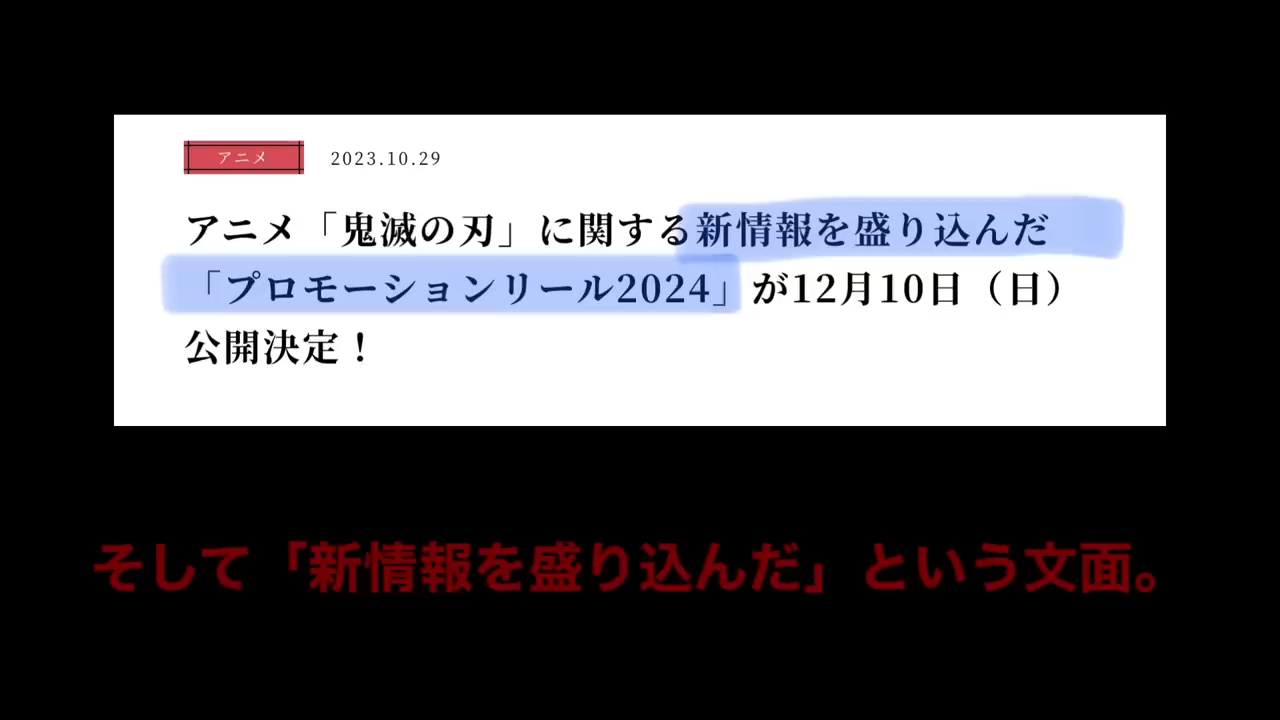 アニメ 2023.10.29
アニメ「鬼滅の刃」に関する新情報を盛り込んだ
「プロモーションリール2024」が12月10日（日）
公開決定！
そして「新情報を盛り込んだ」という文面。